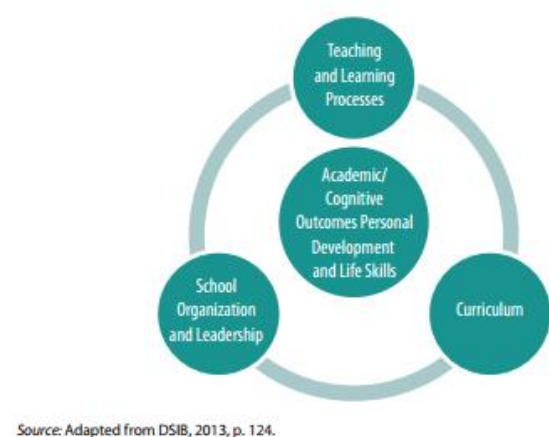 Teaching
and Learning
Processes
Academic/
Cognitive
Outcomes Personal
Development
and Life Skills
School
Organization
and Leadership
Curriculum
Source: Adapted from DSIB, 2013, p. 124.